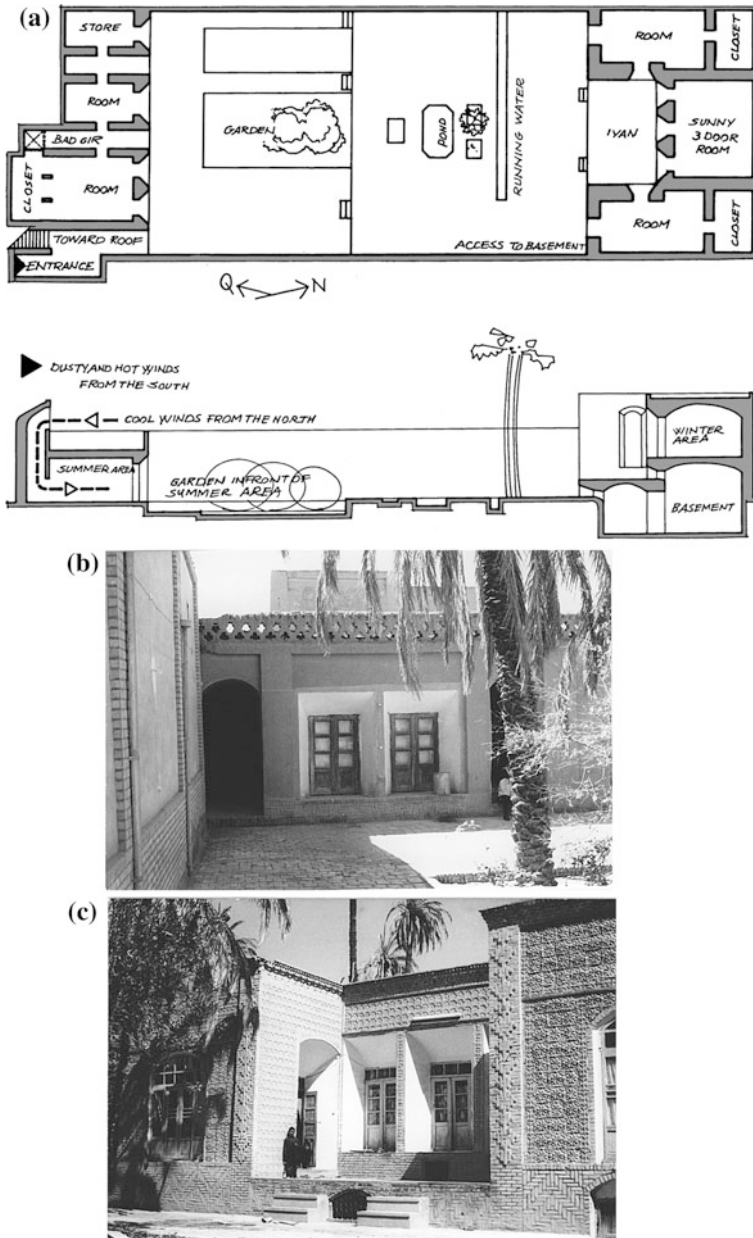 (a)
STORE
ROOM
BAD GIR
CLOSET
ROOM
TOWARD ROOF
ENTRANCE
GARDEN
POND
RUNNING WATER
ACCESS TO BASEMENT
ROOM
CLOSET
IYAN
SUNNY
3 DOOR
ROOM
ROOM
CLOSET
Q N
DUSTY AND HOT WINDS
FROM THE SOUTH
COOL WINDS FROM THE NORTH
SUMMER AREA
GARDEN IN FRONT OF
SUMMER AREA
WINTER
AREA
BASEMENT
(b)
(c)